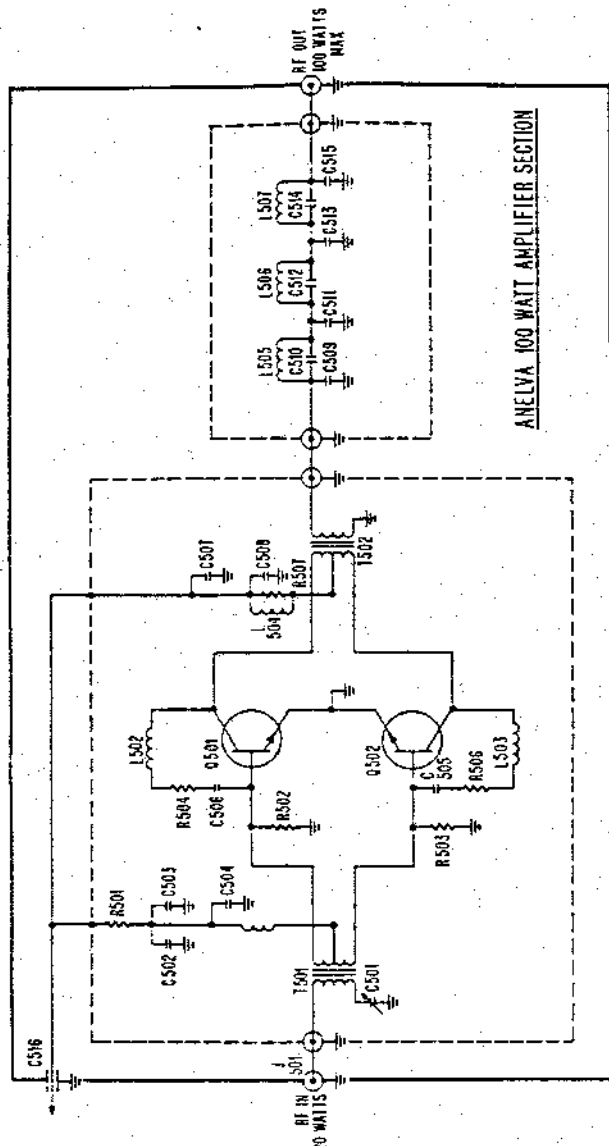 ANELVA 100 WATT AMPLIFIER SECTION
C516
RF IN
20 WATTS
J
501
T501
C501
R501
C502
C503
C504
R502
R503
R504
C506
L502
Q501
Q502
C
505
R506
L503
C507
C508
R507
L
504
T502
L505
C510
C509
L506
C512
C511
L507
C514
C513
C515
RF OUT
100 WATTS
MAX